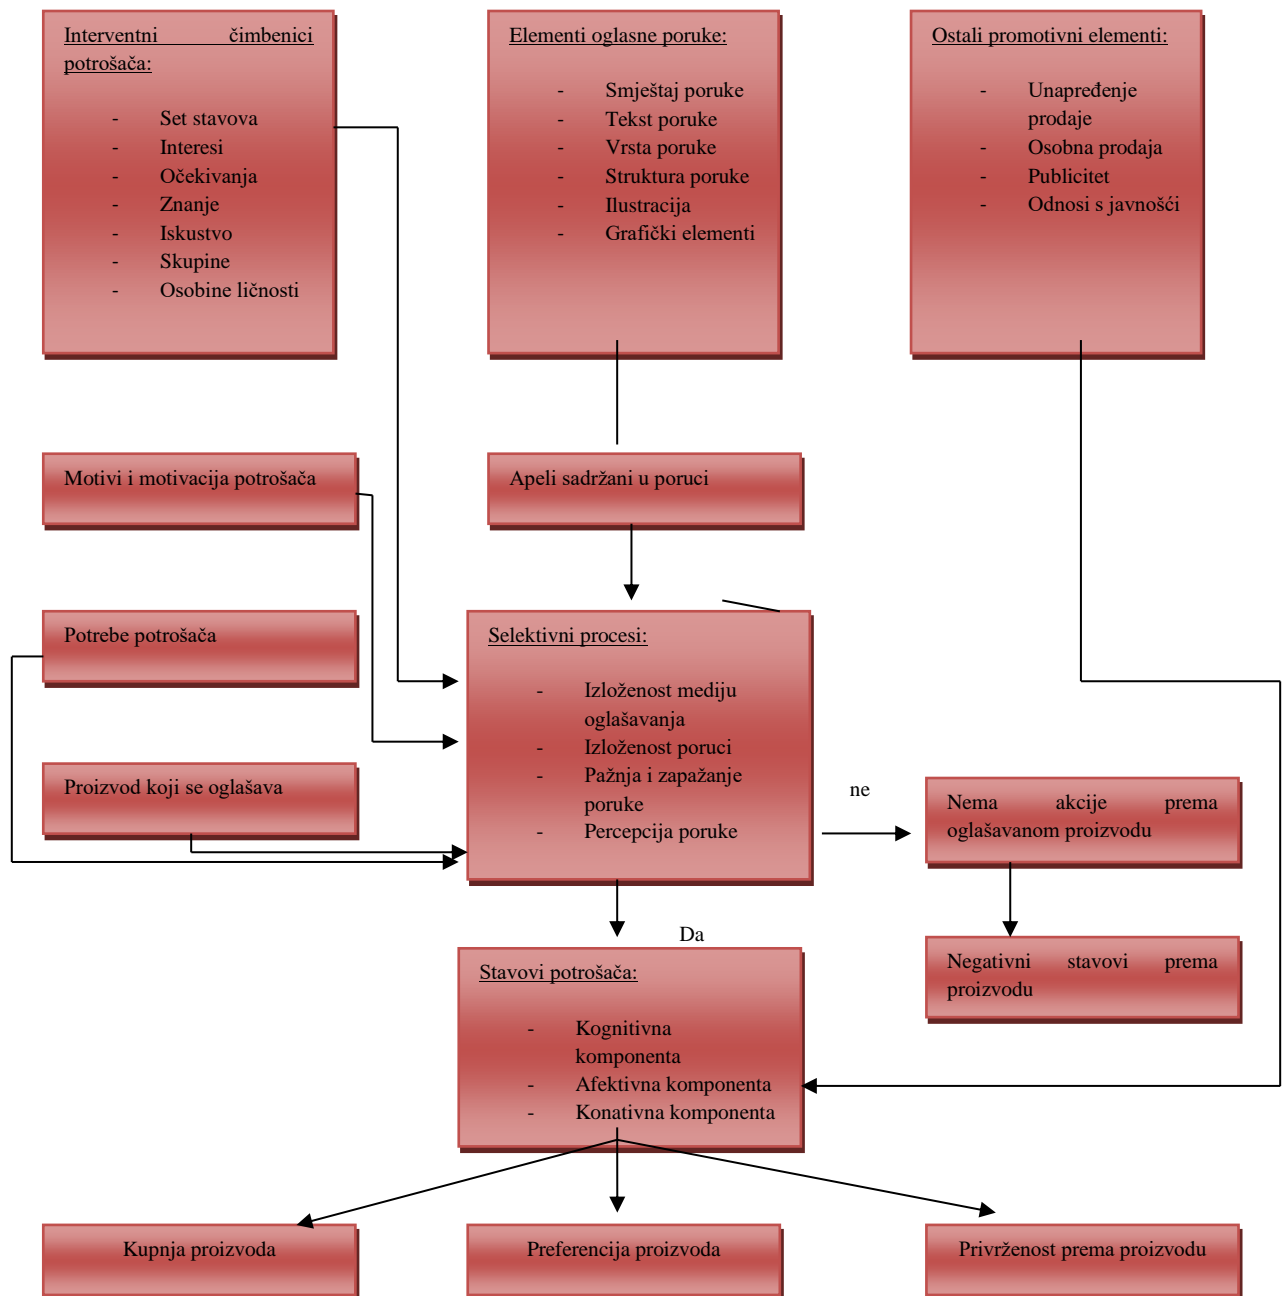 Interventni čimbenici
potrošača:
- Set stavova
- Interesi
- Očekivanja
- Znanje
- Iskustvo
- Skupine
- Osobine ličnosti
Elementi oglasne poruke:
- Smještaj poruke
- Tekst poruke
- Vrsta poruke
- Struktura poruke
- Ilustracija
- Grafički elementi
Ostali promotivni elementi:
- Unapređenje
prodaje
- Osobna prodaja
- Publicitet
- Odnosi s javnošći
Motivi i motivacija potrošača
Apeli sadržani u poruci
Potrebe potrošača
Selektivni procesi:
- Izloženost mediju
oglašavanja
- Izloženost poruci
- Pažnja i zapažanje
poruke
- Percepcija poruke
Proizvod koji se oglašava
ne
Nema akcije prema
oglašavanom proizvodu
Da
Negativni stavovi prema
proizvodu
Stavovi potrošača:
- Kognitivna
komponenta
- Afektivna komponenta
- Konativna komponenta
Kupnja proizvoda
Preferencija proizvoda
Privrženost prema proizvodu